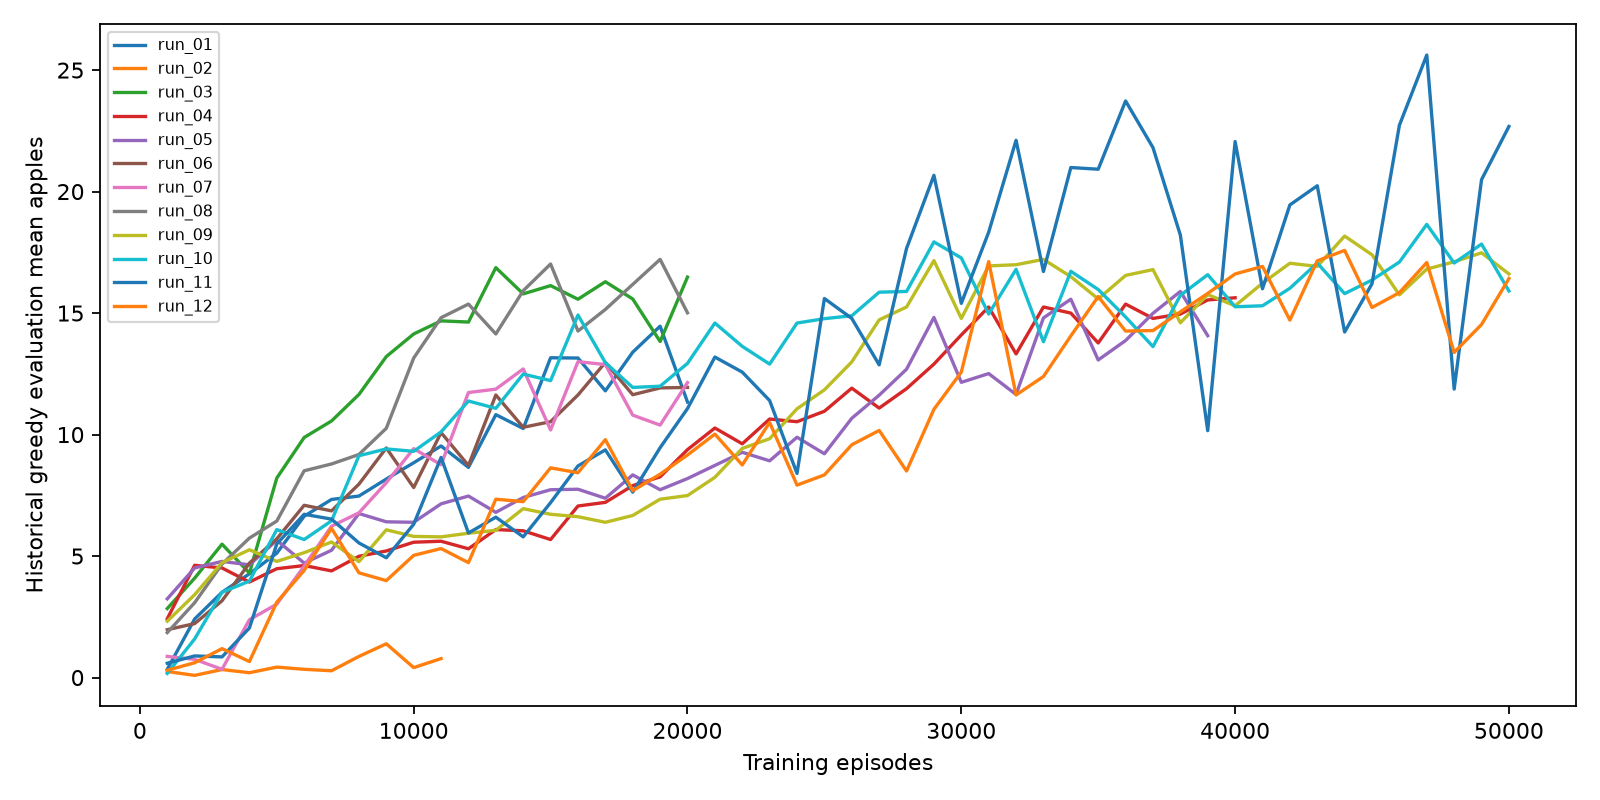 Historical greedy evaluation mean apples
25
20
15
10
5
0
run_01
run_02
run_03
run_04
run_05
run_06
run_07
run_08
run_09
run_10
run_11
run_12
0
10000
20000
30000
40000
50000
Training episodes